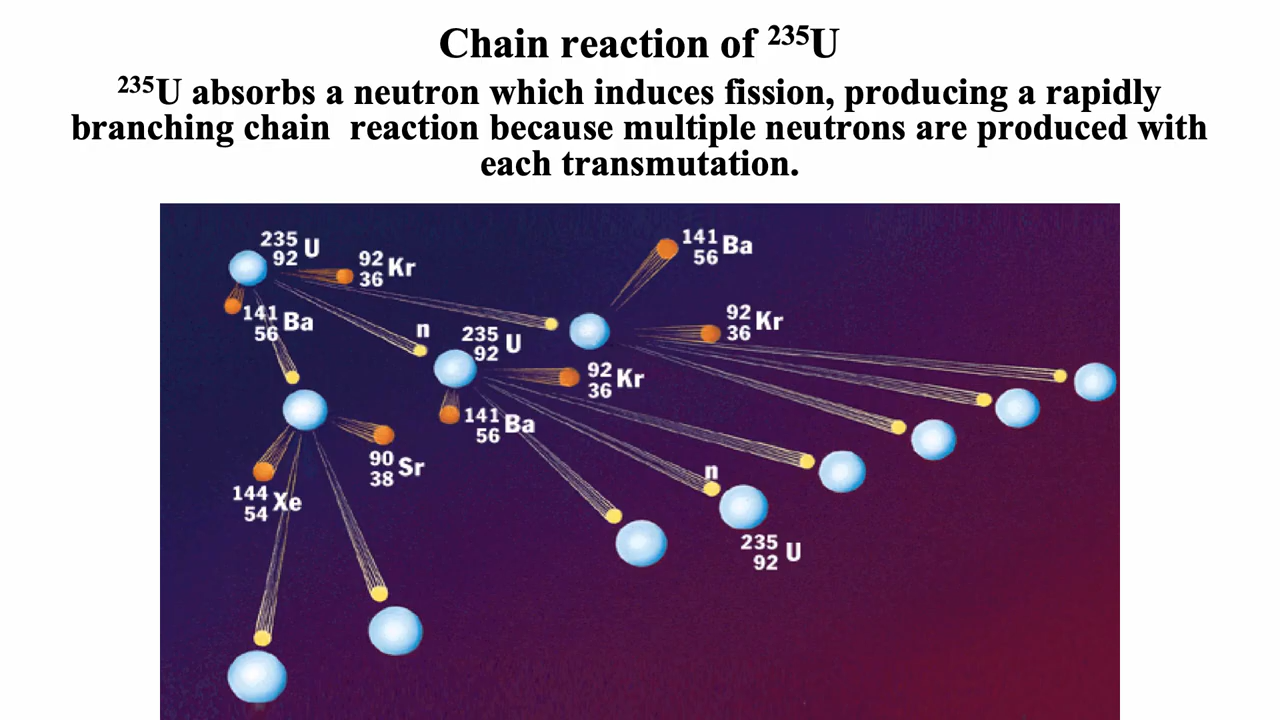 Chain reaction of ²³⁵U
²³⁵U absorbs a neutron which induces fission, producing a rapidly
branching chain reaction because multiple neutrons are produced with
each transmutation.
235
92 U
92
36 Kr
141
56 Ba
141
56 Ba
n
235
92 U
92
36 Kr
92
36 Kr
141
56 Ba
90
38 Sr
144
54 Xe
n
235
92 U